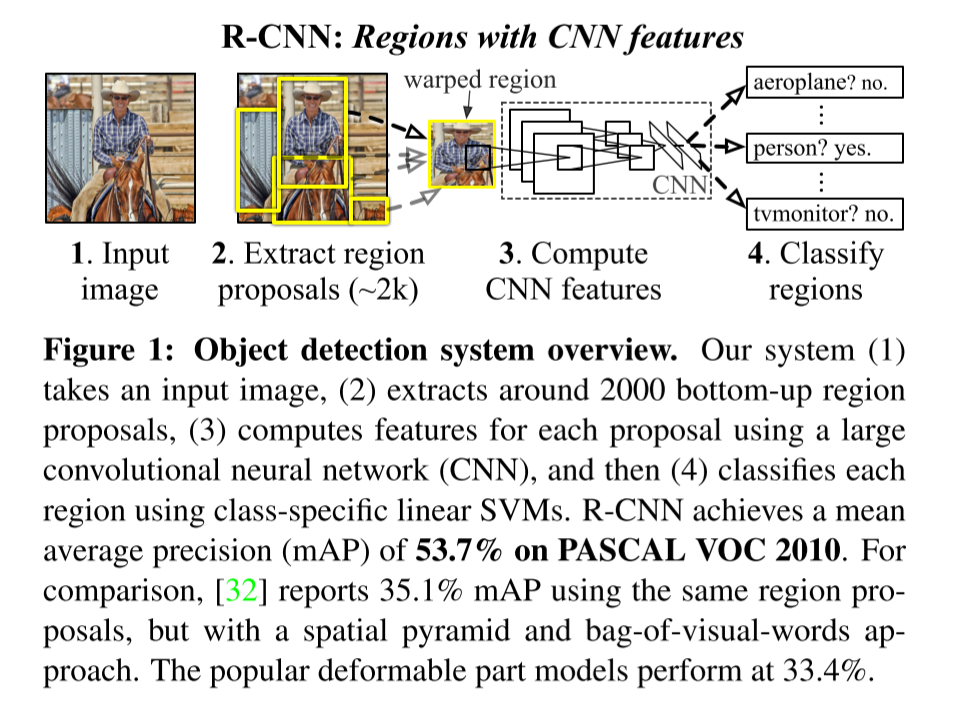 R-CNN: Regions with CNN features
warped region
aeroplane? no.
person? yes.
CNN
tvmonitor? no.
1. Input
image
2. Extract region
proposals (~2k)
3. Compute
CNN features
4. Classify
regions
Figure 1: Object detection system overview. Our system (1)
takes an input image, (2) extracts around 2000 bottom-up region
proposals, (3) computes features for each proposal using a large
convolutional neural network (CNN), and then (4) classifies each
region using class-specific linear SVMs. R-CNN achieves a mean
average precision (mAP) of 53.7% on PASCAL VOC 2010. For
comparison, [32] reports 35.1% mAP using the same region pro-
posals, but with a spatial pyramid and bag-of-visual-words ap-
proach. The popular deformable part models perform at 33.4%.